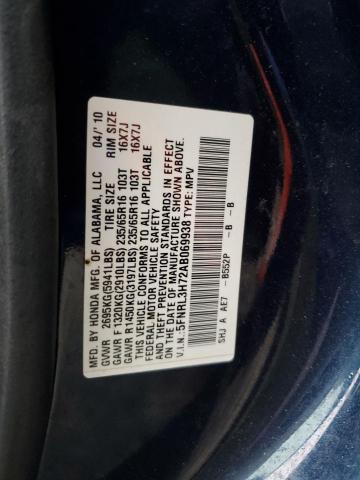 MFD. BY HONDA MFG. OF ALABAMA, LLC 04/'10
GVWR 2695KG(5941LBS) RIM SIZE
TIRE SIZE
GAWR F 1320KG(2910LBS) 235/65R16 103T 16X7J
GAWR R 1450KG(3197LBS) 235/65R16 103T 16X7J
THIS VEHICLE CONFORMS TO ALL APPLICABLE
FEDERAL MOTOR VEHICLE SAFETY
AND THEFT PREVENTION STANDARDS IN EFFECT
ON THE DATE OF MANUFACTURE SHOWN ABOVE.
V.I.N.: 5FNRL3H72AB069938 TYPE: MPV
SHJ A AE7 -B552P -B -B